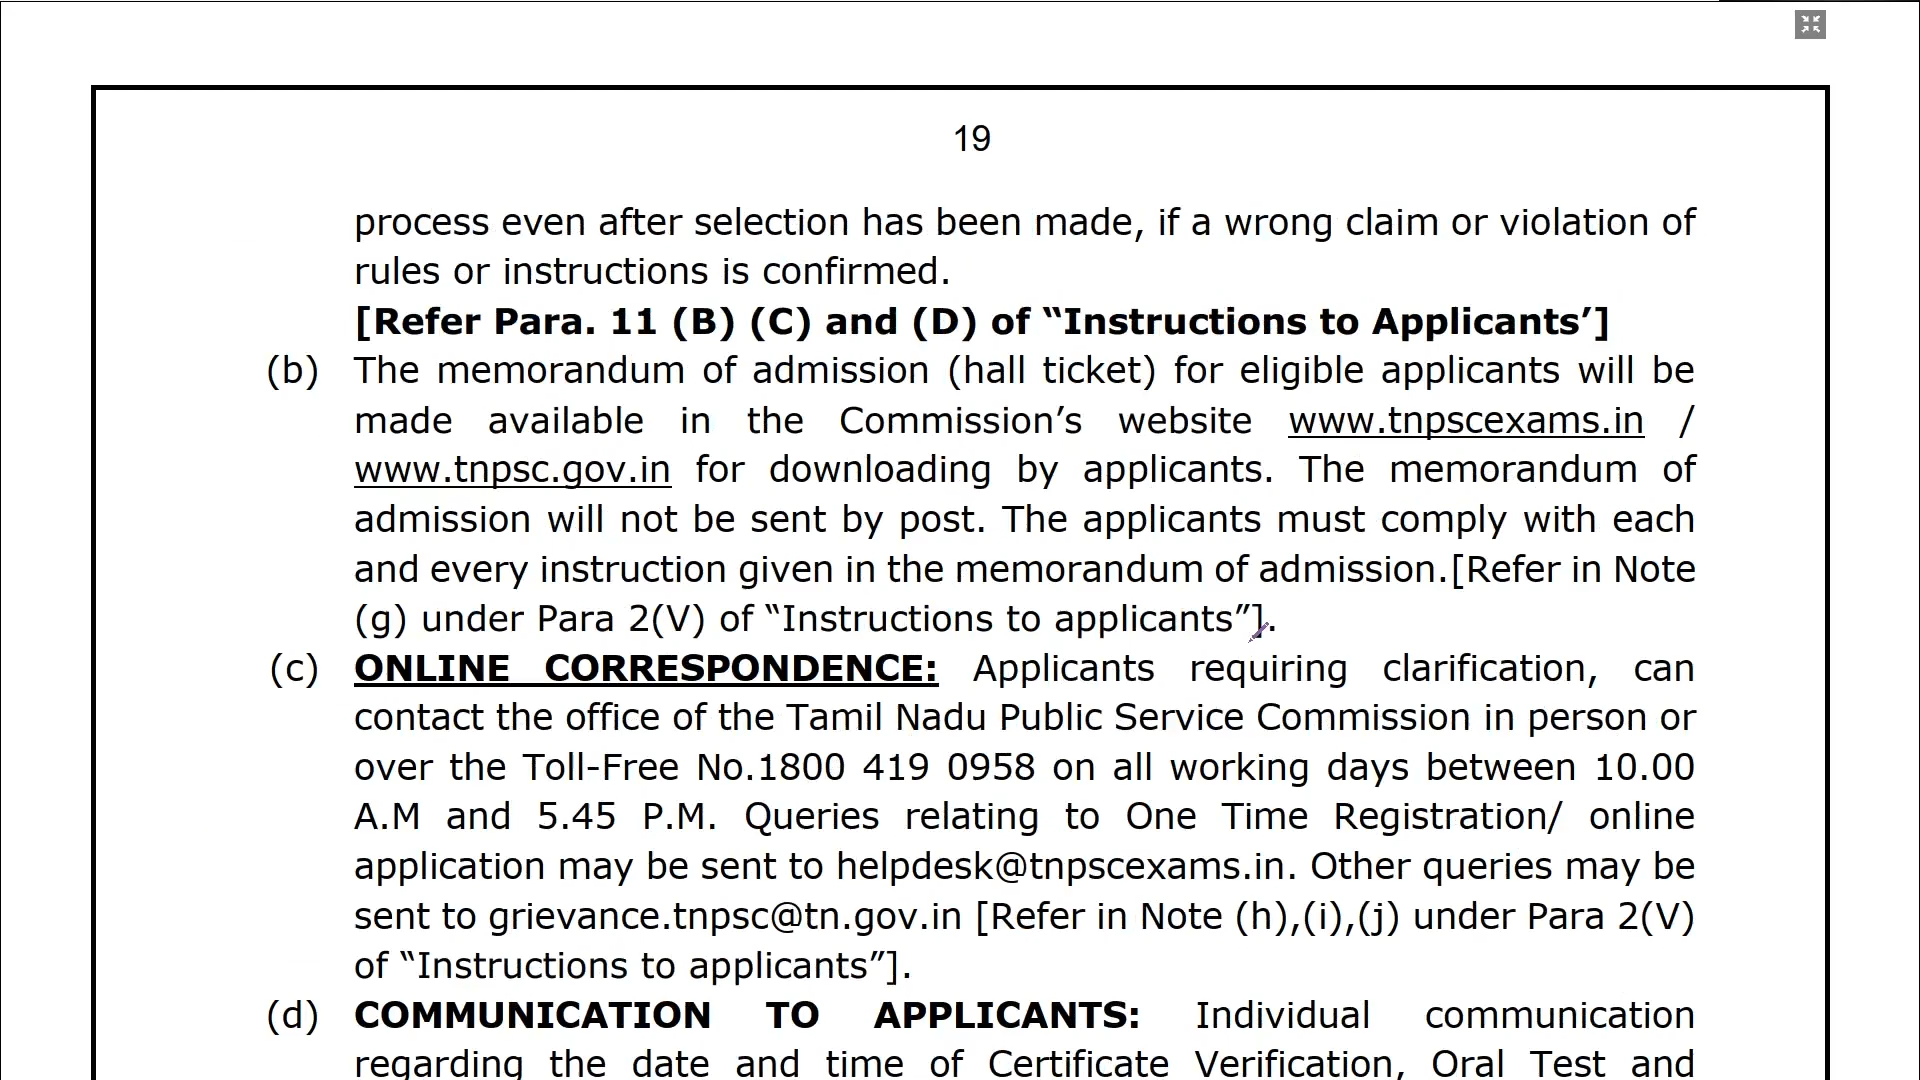 19
process even after selection has been made, if a wrong claim or violation of
rules or instructions is confirmed.
[Refer Para. 11 (B) (C) and (D) of “Instructions to Applicants’]
(b) The memorandum of admission (hall ticket) for eligible applicants will be
made available in the Commission’s website www.tnpscexams.in /
www.tnpsc.gov.in for downloading by applicants. The memorandum of
admission will not be sent by post. The applicants must comply with each
and every instruction given in the memorandum of admission.[Refer in Note
(g) under Para 2(V) of “Instructions to applicants”].
(c) ONLINE CORRESPONDENCE: Applicants requiring clarification, can
contact the office of the Tamil Nadu Public Service Commission in person or
over the Toll-Free No.1800 419 0958 on all working days between 10.00
A.M and 5.45 P.M. Queries relating to One Time Registration/ online
application may be sent to helpdesk@tnpscexams.in. Other queries may be
sent to grievance.tnpsc@tn.gov.in [Refer in Note (h),(i),(j) under Para 2(V)
of “Instructions to applicants”].
(d) COMMUNICATION TO APPLICANTS: Individual communication
regarding the date and time of Certificate Verification, Oral Test and